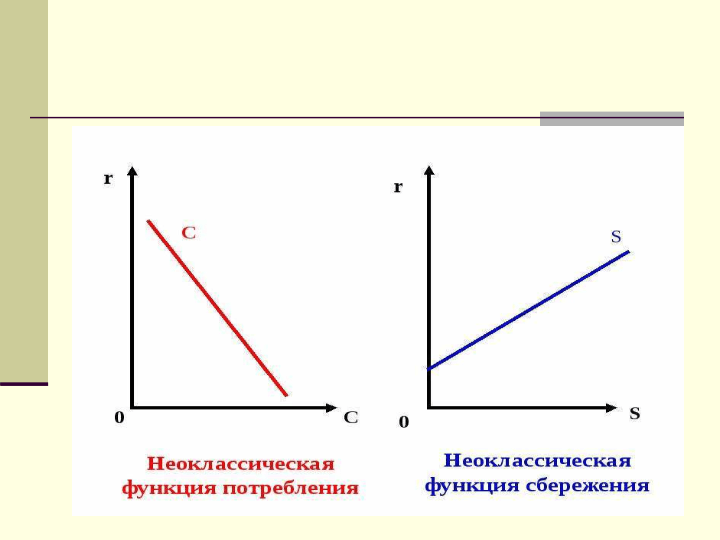 r
C
0
C
Неоклассическая
функция потребления
r
S
0
S
Неоклассическая
функция сбережения